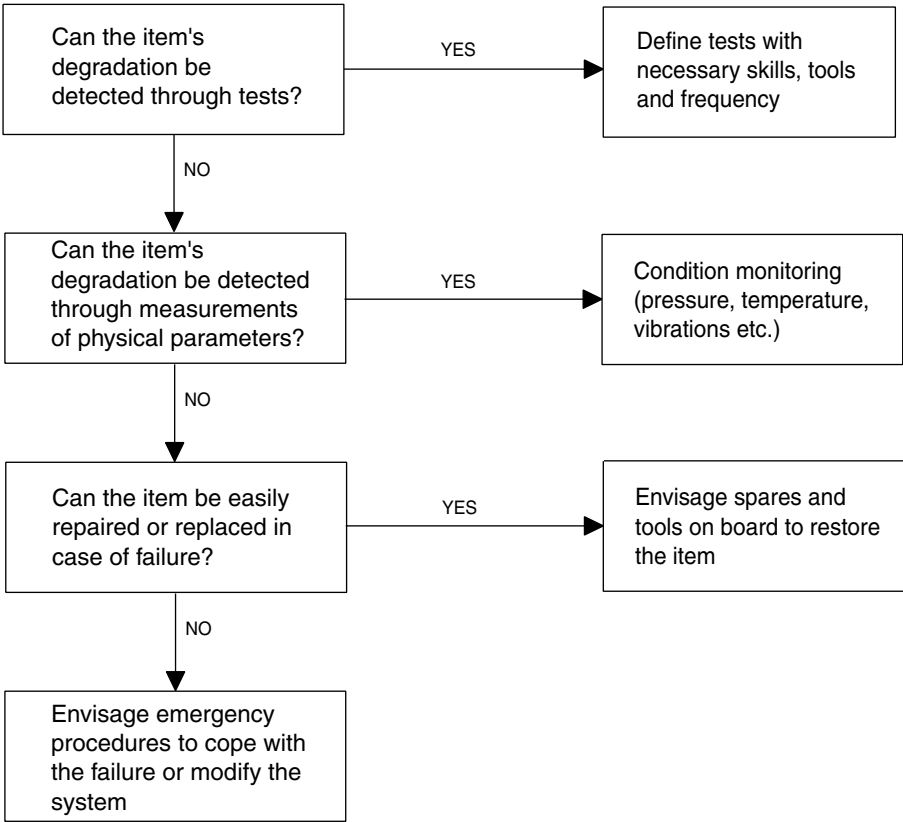 Can the item's
degradation be
detected through tests?
YES
Define tests with
necessary skills, tools
and frequency
NO
Can the item's
degradation be detected
through measurements
of physical parameters?
YES
Condition monitoring
(pressure, temperature,
vibrations etc.)
NO
Can the item be easily
repaired or replaced in
case of failure?
YES
Envisage spares and
tools on board to restore
the item
NO
Envisage emergency
procedures to cope with
the failure or modify the
system